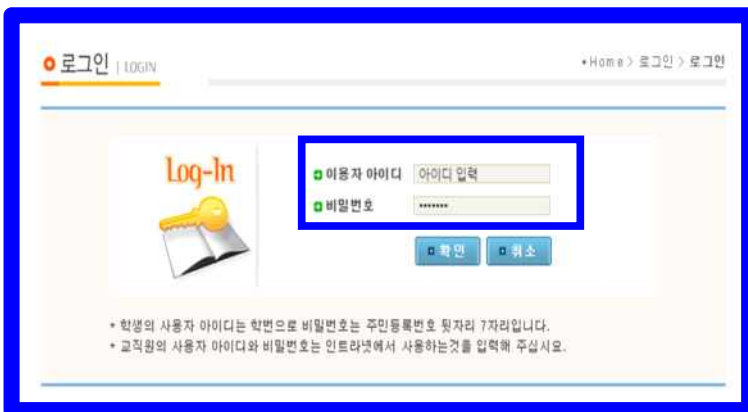 로그인 | LOGIN
•Home > 로그인 > 로그인
Log-In
이용자 아이디 아이디 입력
비밀번호 •••••••
확인 취소
* 학생의 사용자 아이디는 학번으로 비밀번호는 주민등록번호 뒷자리 7자리입니다.
* 교직원의 사용자 아이디와 비밀번호는 인트라넷에서 사용하는것을 입력해 주십시요.